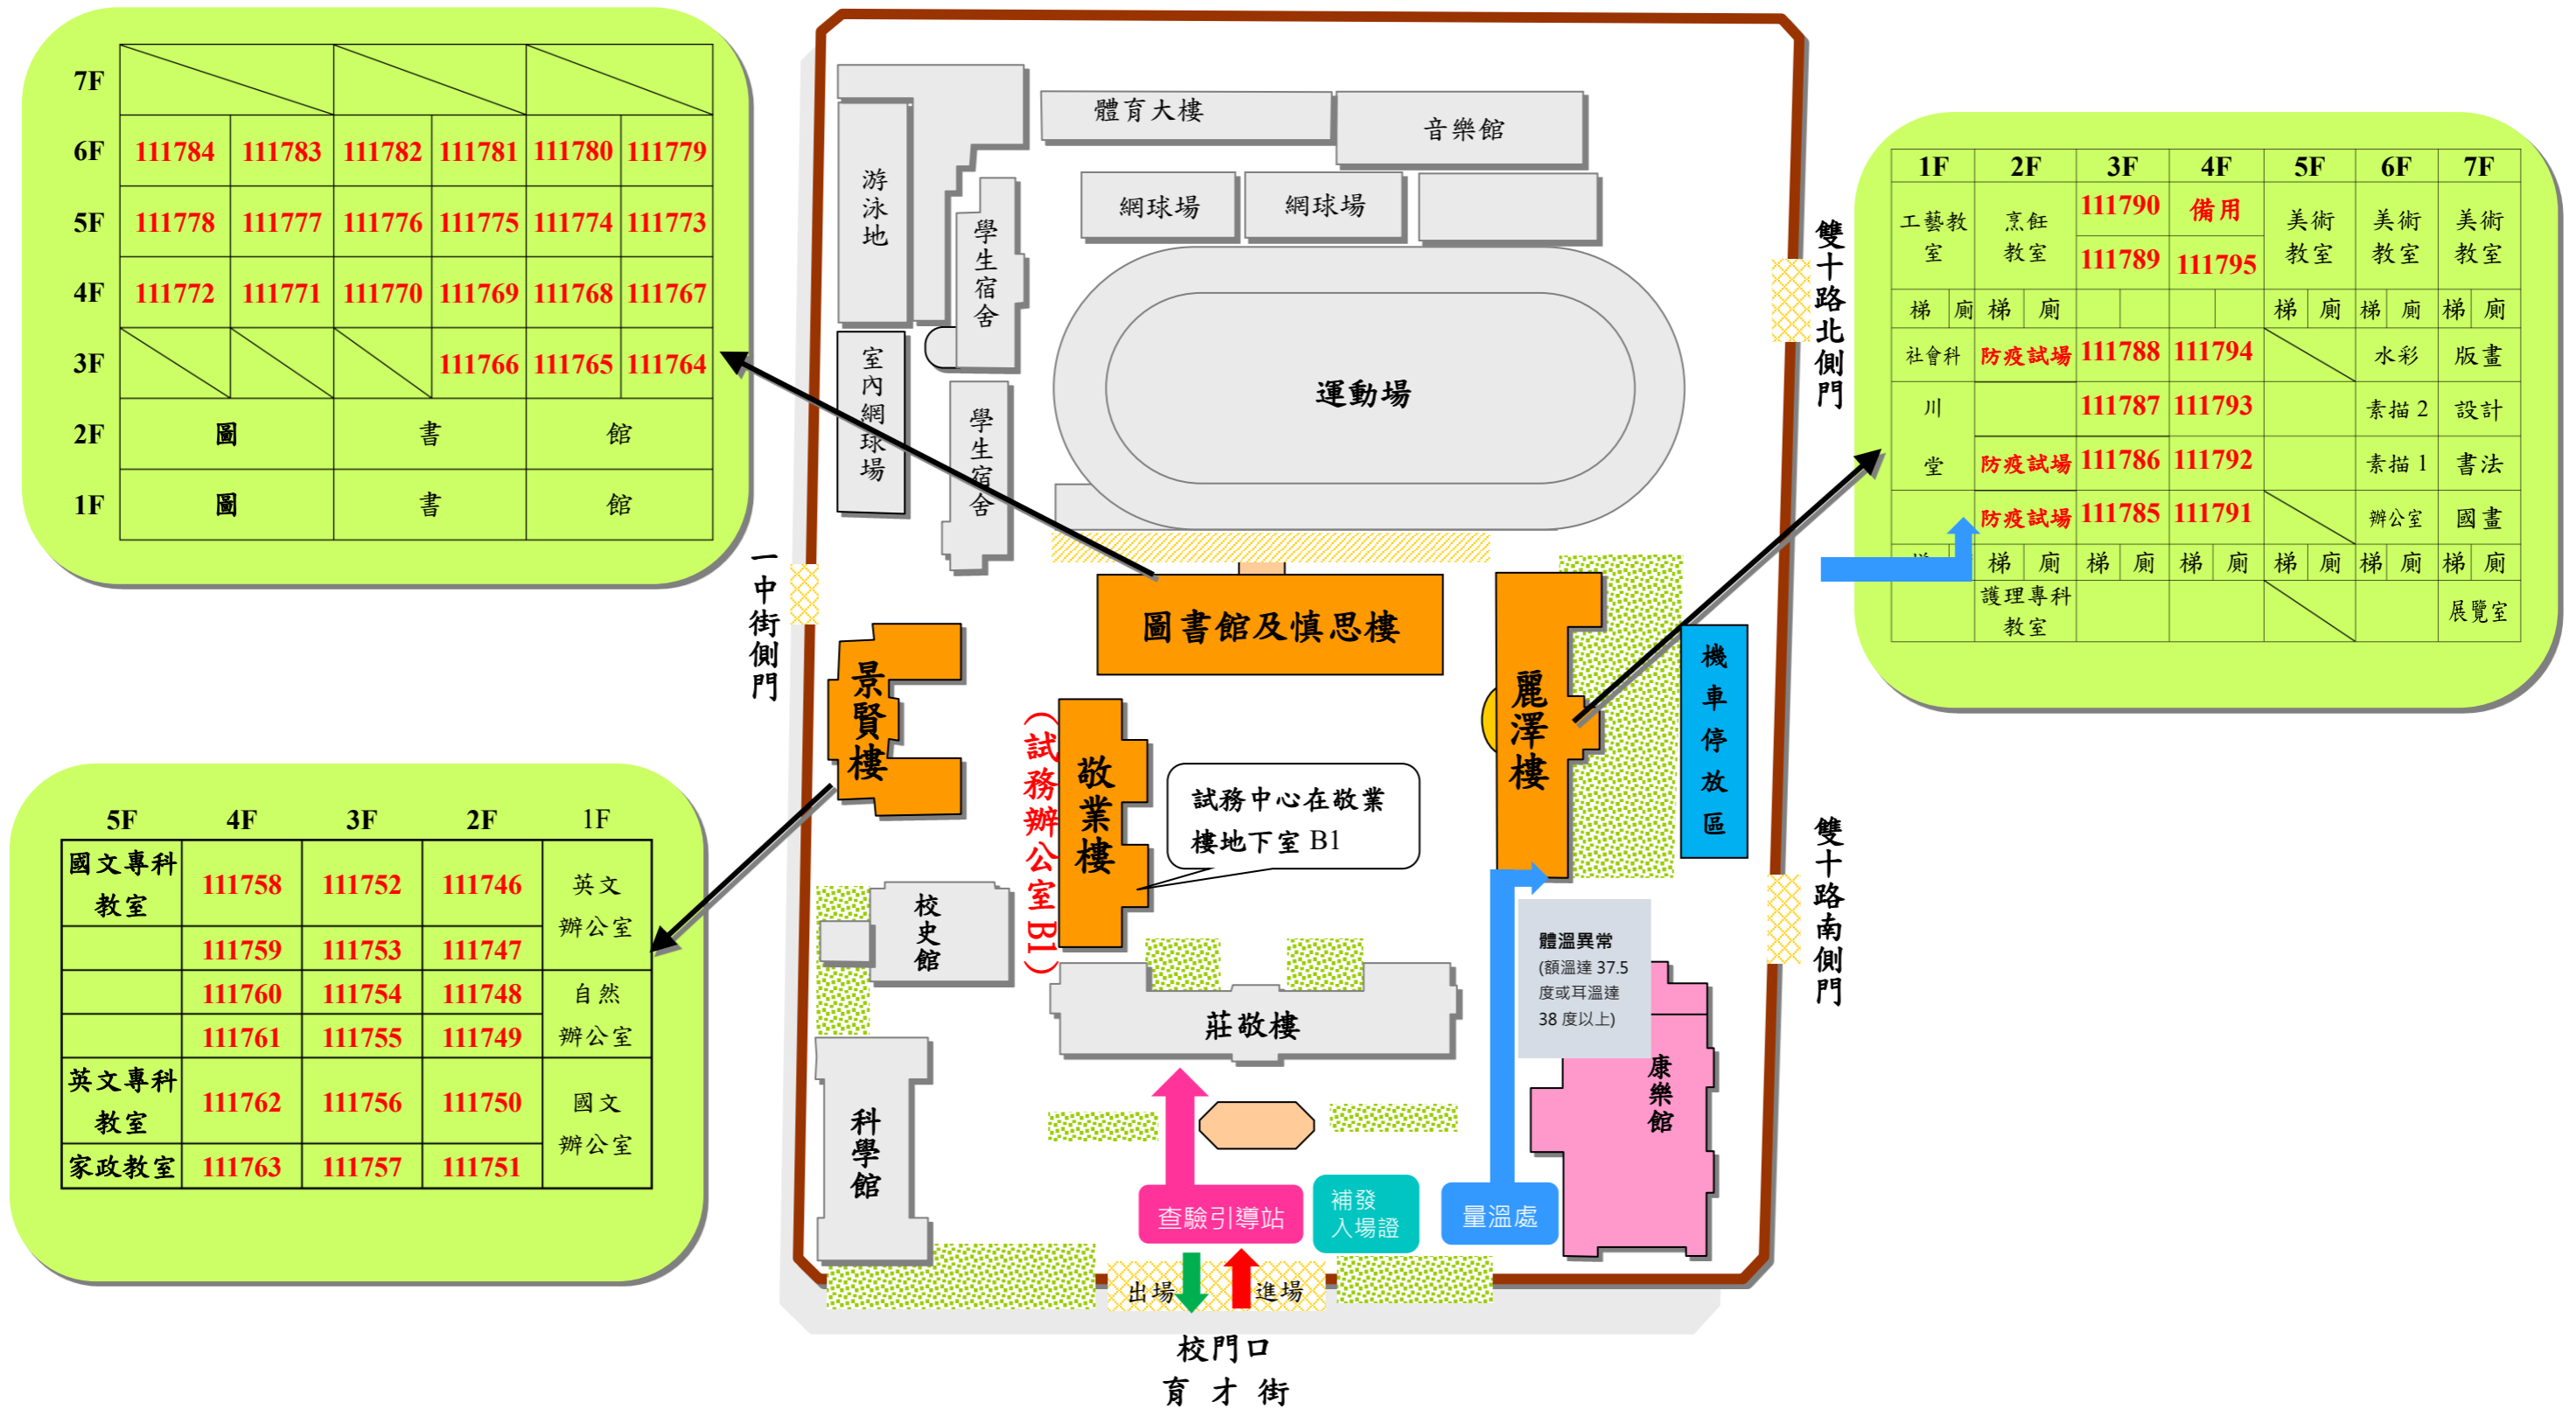 7F
6F 111784 111783 111782 111781 111780 111779
5F 111778 111777 111776 111775 111774 111773
4F 111772 111771 111770 111769 111768 111767
3F 111766 111765 111764
2F 圖 書 館
1F 圖 書 館
5F 4F 3F 2F 1F
國文專科教室 111758 111752 111746 英文辦公室
111759 111753 111747
111760 111754 111748 自然辦公室
111761 111755 111749
英文專科教室 111762 111756 111750 國文辦公室
家政教室 111763 111757 111751
體育大樓
音樂館
游泳地
學生宿舍
網球場
網球場
室內網球場
學生宿舍
運動場
一中街側門
雙十路北側門
圖書館及慎思樓
景賢樓
(試務辦公室 B1)
敬業樓
試務中心在敬業
樓地下室 B1
麗澤樓
機車停放區
雙十路南側門
校史館
莊敬樓
體溫異常
(額溫達 37.5
度或耳溫達
38 度以上)
康樂館
科學館
查驗引導站
補發
入場證
量溫處
出場
進場
校門口
育 才 街
1F 2F 3F 4F 5F 6F 7F
工藝教室 烹飪教室 111790 備用 美術教室 美術教室 美術教室
111789 111795
梯 廁 梯 廁 梯 廁 梯 廁 梯 廁
社會科 防疫試場 111788 111794 水彩 版畫
川 111787 111793 素描 2 設計
堂 防疫試場 111786 111792 素描 1 書法
防疫試場 111785 111791 辦公室 國畫
梯 廁 梯 廁 梯 廁 梯 廁 梯 廁 梯 廁
護理專科教室 展覽室